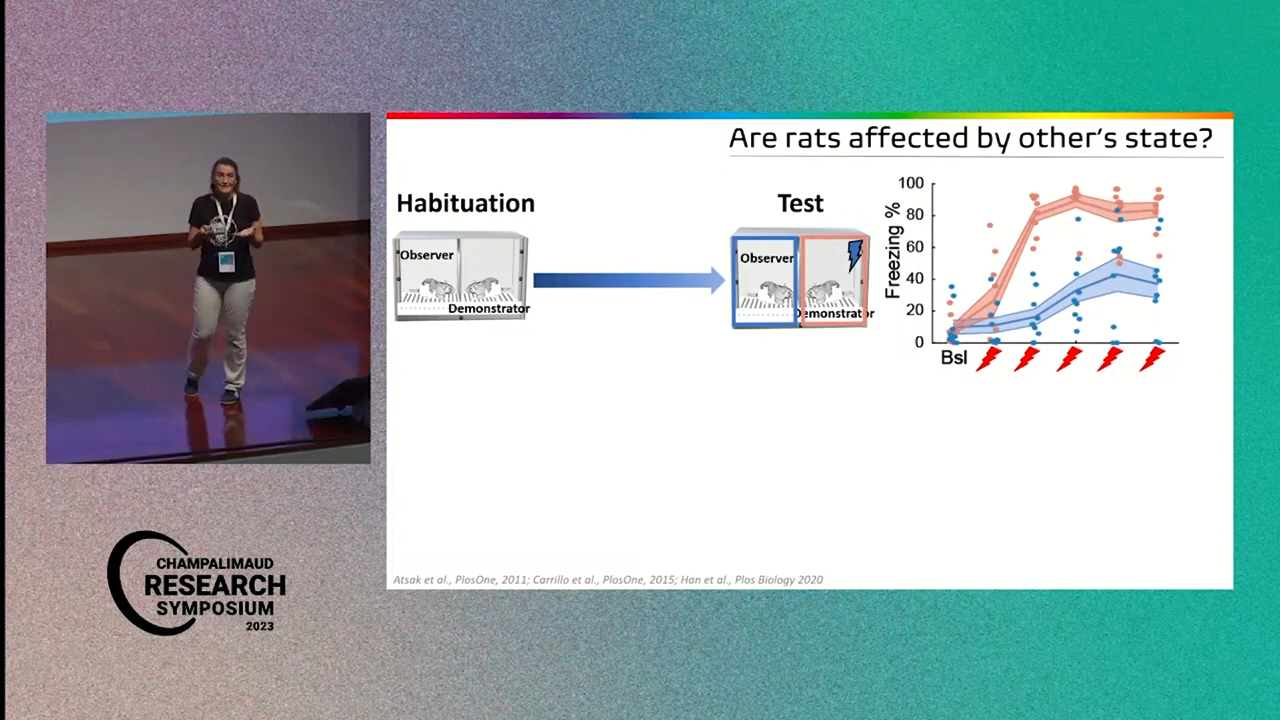 Are rats affected by other's state?
Habituation
Observer
Demonstrator
Test
Observer
Demonstrator
Freezing %
100
80
60
40
20
0
Bsl
Atsak et al., PlosOne, 2011; Carrillo et al., PlosOne, 2015; Han et al., Plos Biology 2020
CHAMPALIMAUD
RESEARCH
SYMPOSIUM
2023